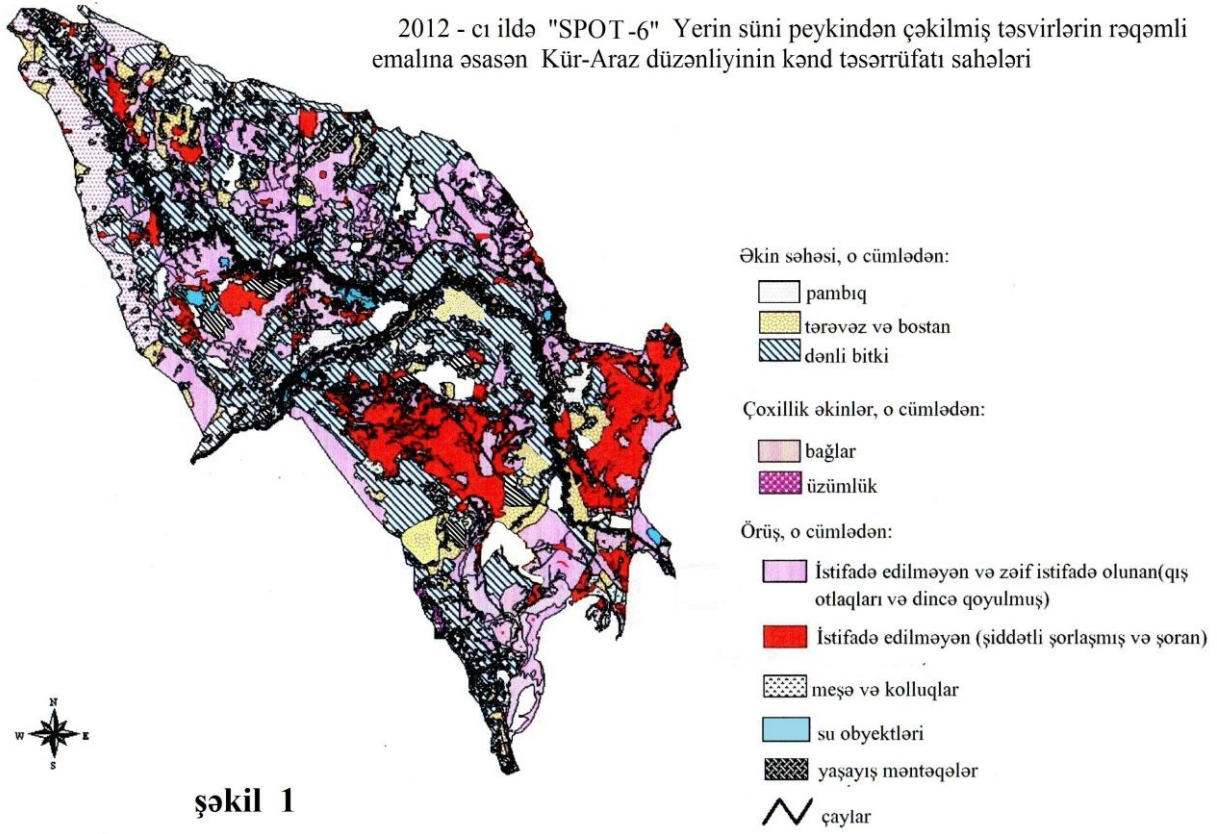 2012 - cı ildə "SPOT-6" Yerin süni peykindən çəkilmiş təsvirlərin rəqəmli
emalına əsasən Kür-Araz düzənliyinin kənd təsərrüfatı sahələri
Əkin səhəsi, o cümlədən:
pambıq
tərəvəz və bostan
dənli bitki
Çoxillik əkinlər, o cümlədən:
bağlar
üzümlük
Örüş, o cümlədən:
İstifadə edilməyən və zəif istifadə olunan(qış
otlaqları və dincə qoyulmuş)
İstifadə edilməyən (şiddətli şorlaşmış və şoran)
meşə və kolluqlar
su obyektləri
yaşayış məntəqələr
çaylar
N
W E
S
şəkil 1